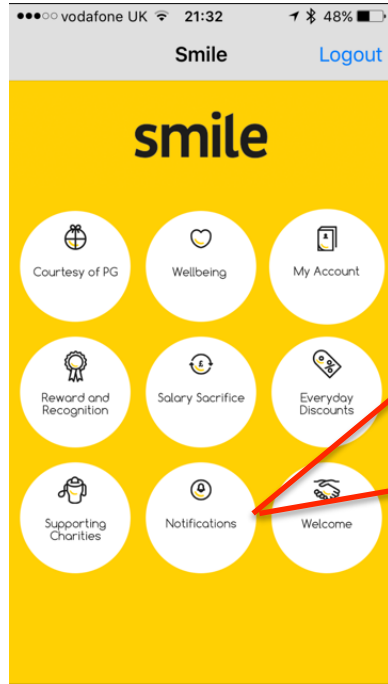 vodafone UK 21:32 48%
Smile Logout
smile
Courtesy of PG Wellbeing My Account
Reward and Recognition Salary Sacrifice Everyday Discounts
Supporting Charities Notifications Welcome